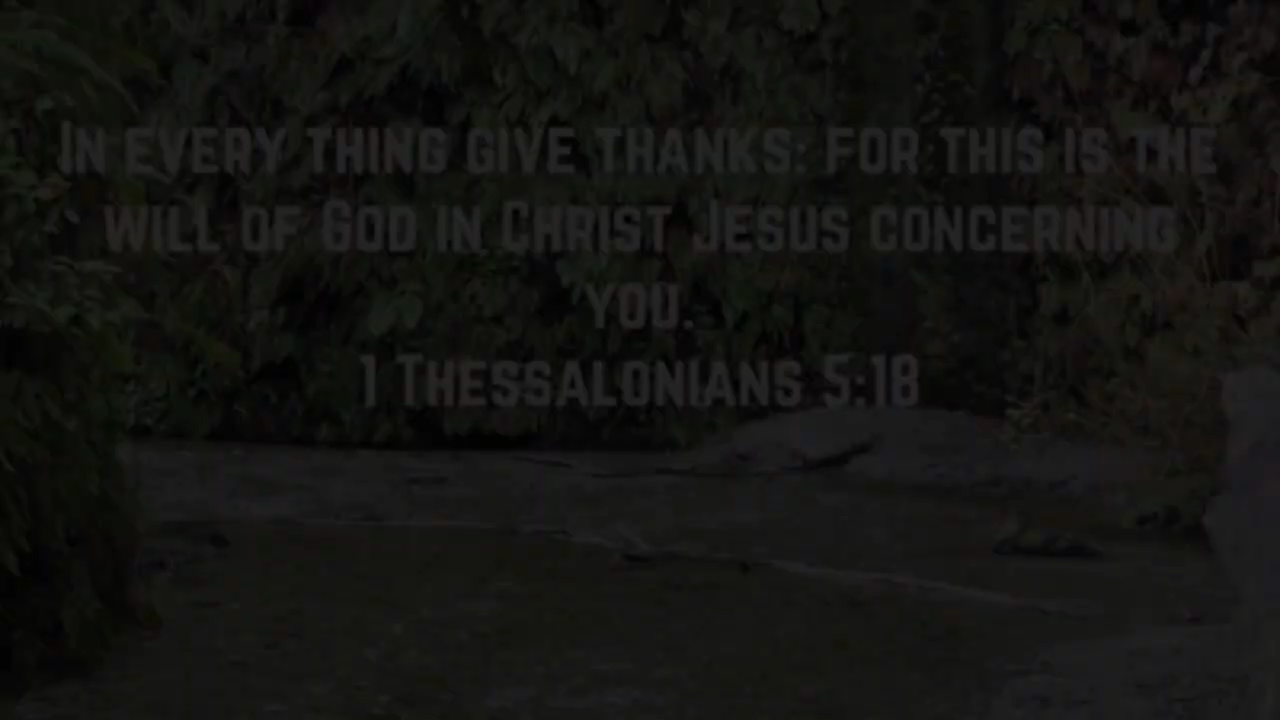 In every thing give thanks: for this is the
will of God in Christ Jesus concerning
you.
1 Thessalonians 5:18